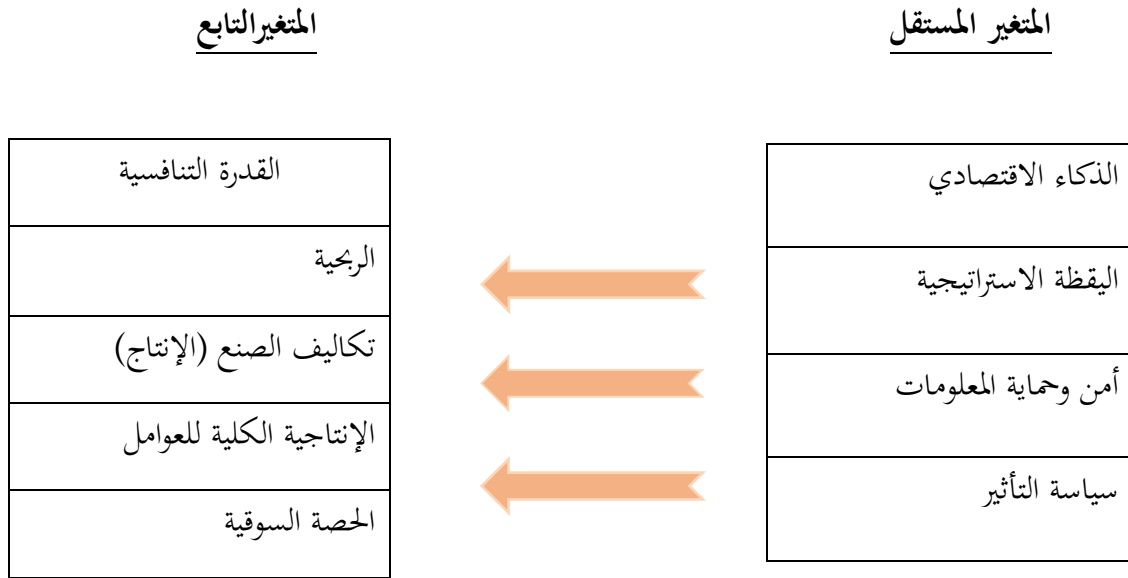 المتغير المستقل
المتغيرالتابع
الذكاء الاقتصادي
اليقظة الاستراتيجية
أمن وحماية المعلومات
سياسة التأثير
القدرة التنافسية
الربحية
تكاليف الصنع (الإنتاج)
الإنتاجية الكلية للعوامل
الحصة السوقية